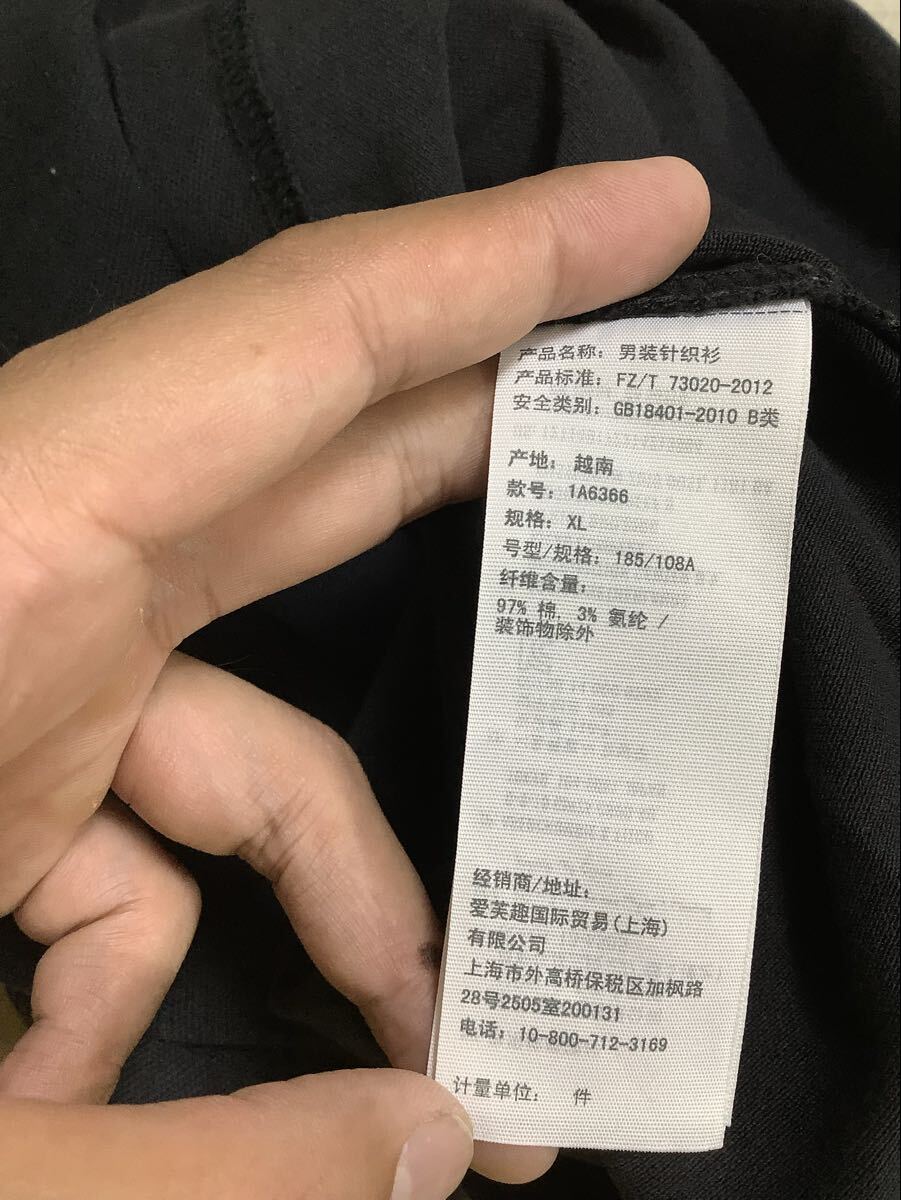 产品名称: 男装针织衫
产品标准: FZ/T 73020-2012
安全类别: GB18401-2010 B类
产地: 越南
款号: 1A6366
规格: XL
号型/规格: 185/108A
纤维含量:
97% 棉, 3% 氨纶 /
装饰物除外
经销商/地址:
爱芙趣国际贸易(上海)
有限公司
上海市外高桥保税区加枫路
28号2505室200131
电话: 10-800-712-3169
计量单位: 件